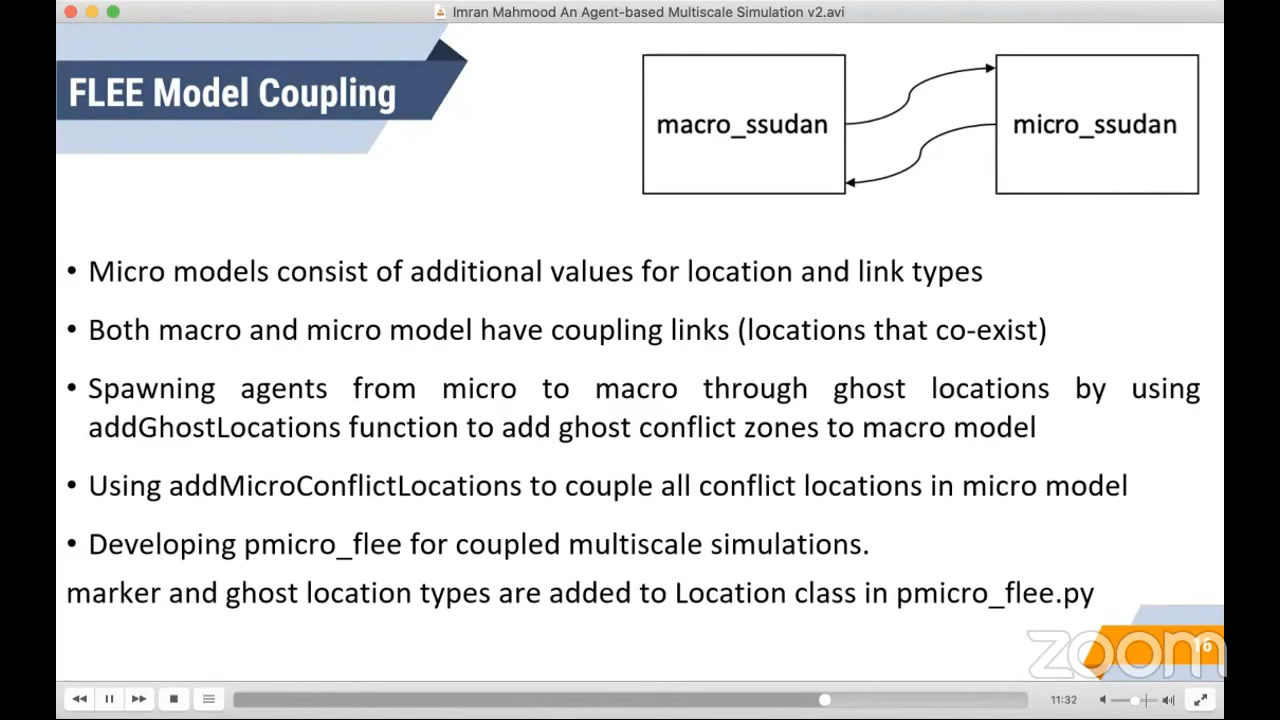 Imran Mahmood An Agent-based Multiscale Simulation v2.avi
FLEE Model Coupling
macro_ssudan
micro_ssudan
• Micro models consist of additional values for location and link types
• Both macro and micro model have coupling links (locations that co-exist)
• Spawning agents from micro to macro through ghost locations by using
addGhostLocations function to add ghost conflict zones to macro model
• Using addMicroConflictLocations to couple all conflict locations in micro model
• Developing pmicro_flee for coupled multiscale simulations.
marker and ghost location types are added to Location class in pmicro_flee.py
zoom
16
11:32